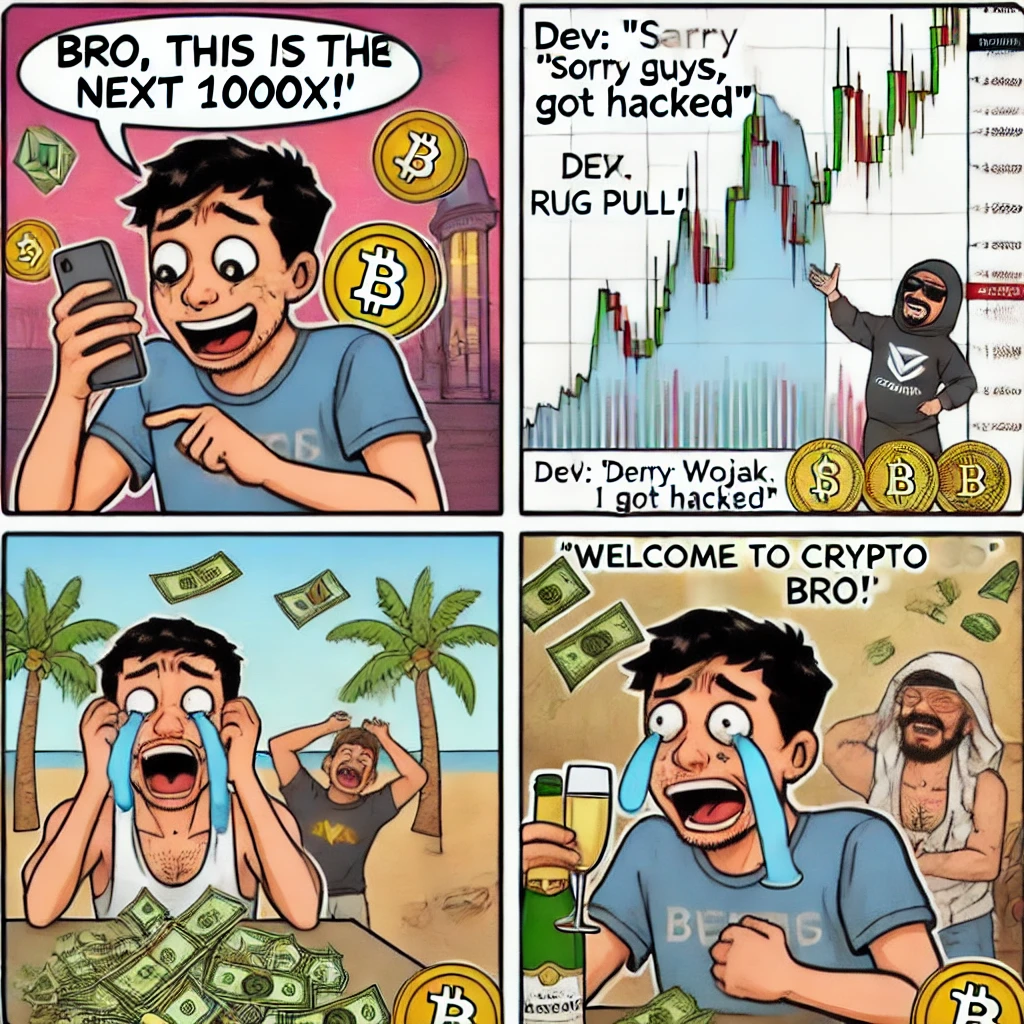 BRO, THIS IS THE
NEXT 1000X!'
Dev: "Sarry
"Sorry guys,
got hacked"
DEV.
RUG PULL'
Dev: 'Derry Wojak.
I got hacked"
"WELCOME TO CRYPTO
BRO!'